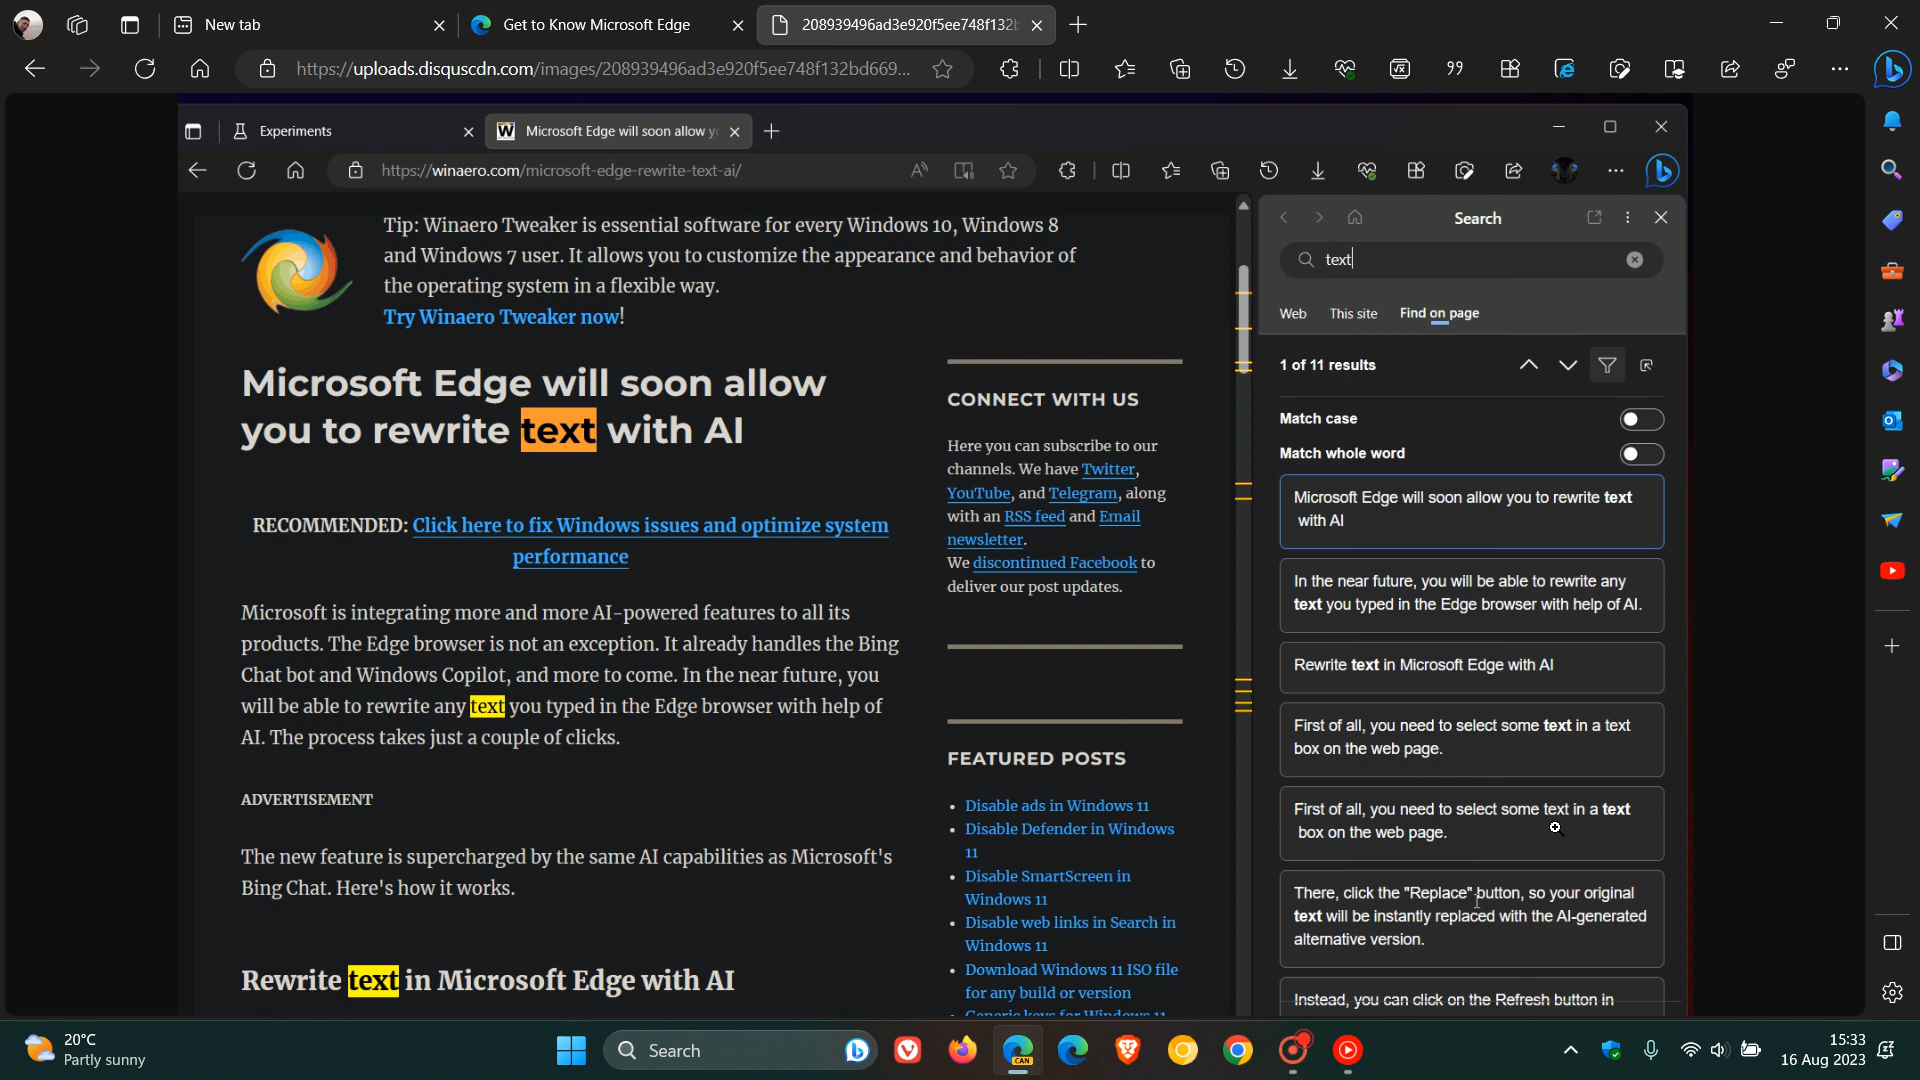 New tab
Get to Know Microsoft Edge
208939496ad3e920f5ee748f132b
https://uploads.disquscdn.com/images/208939496ad3e920f5ee748f132bd669...
Experiments
Microsoft Edge will soon allow y
https://winaero.com/microsoft-edge-rewrite-text-ai/
Tip: Winaero Tweaker is essential software for every Windows 10, Windows 8
and Windows 7 user. It allows you to customize the appearance and behavior of
the operating system in a flexible way.
Try Winaero Tweaker now!
Microsoft Edge will soon allow
you to rewrite text with AI
RECOMMENDED: Click here to fix Windows issues and optimize system
performance
Microsoft is integrating more and more AI-powered features to all its
products. The Edge browser is not an exception. It already handles the Bing
Chat bot and Windows Copilot, and more to come. In the near future, you
will be able to rewrite any text you typed in the Edge browser with help of
AI. The process takes just a couple of clicks.
ADVERTISEMENT
The new feature is supercharged by the same AI capabilities as Microsoft's
Bing Chat. Here's how it works.
Rewrite text in Microsoft Edge with AI
CONNECT WITH US
Here you can subscribe to our
channels. We have Twitter,
YouTube, and Telegram, along
with an RSS feed and Email
newsletter.
We discontinued Facebook to
deliver our post updates.
FEATURED POSTS
Disable ads in Windows 11
Disable Defender in Windows
11
Disable SmartScreen in
Windows 11
Disable web links in Search in
Windows 11
Download Windows 11 ISO file
for any build or version
Generic keys for Windows 11
Search
text
Web This site Find on page
1 of 11 results
Match case
Match whole word
Microsoft Edge will soon allow you to rewrite text
with AI
In the near future, you will be able to rewrite any
text you typed in the Edge browser with help of AI.
Rewrite text in Microsoft Edge with AI
First of all, you need to select some text in a text
box on the web page.
First of all, you need to select some text in a text
box on the web page.
There, click the "Replace" button, so your original
text will be instantly replaced with the AI-generated
alternative version.
Instead, you can click on the Refresh button in
20°C
Partly sunny
Search
CAN
15:33
16 Aug 2023